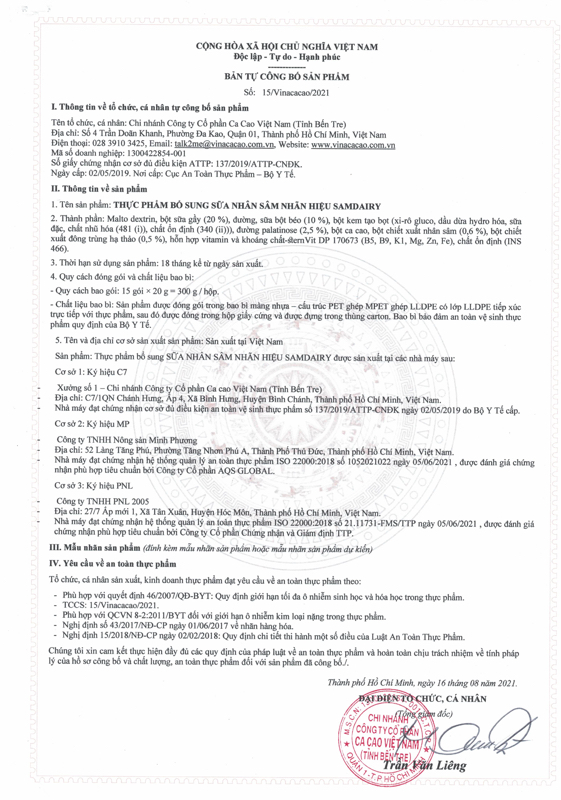 CỘNG HÒA XÃ HỘI CHỦ NGHĨA VIỆT NAM
Độc lập - Tự do - Hạnh phúc
BẢN TỰ CÔNG BỐ SẢN PHẨM
Số: 15/Vinacacao/2021
I. Thông tin về tổ chức, cá nhân tự công bố sản phẩm
Tên tổ chức, cá nhân: Chi nhánh Công ty Cổ phần Ca Cao Việt Nam (Tỉnh Bến Tre)
Địa chỉ: Số 4 Trần Doãn Khanh, Phường Đa Kao, Quận 01, Thành phố Hồ Chí Minh, Việt Nam
Điện thoại: 028 3910 3425, Email: talk2me@vinacacao.com.vn, Website: www.vinacacao.com.vn
Mã số doanh nghiệp: 1300422854-001
Số giấy chứng nhận cơ sở đủ điều kiện ATTP: 137/2019/ATTP-CNĐK.
Ngày cấp: 02/05/2019. Nơi cấp: Cục An Toàn Thực Phẩm – Bộ Y Tế.
II. Thông tin về sản phẩm
1. Tên sản phẩm: THỰC PHẨM BỔ SUNG SỮA NHÂN SÂM NHÃN HIỆU SAMDAIRY
2. Thành phần: Malto dextrin, bột sữa gầy (20 %), đường, sữa bột béo (10 %), bột kem tạo bọt (xi-rô gluco, dầu dừa hydro hóa, sữa
đặc, chất nhũ hóa (481 (i)), chất ổn định (340 (ii))), đường palatinose (2,5 %), bột ca cao, bột chiết xuất nhân sâm (0,6 %), bột chiết
xuất đông trùng hạ thảo (0,5 %), hỗn hợp vitamin và khoáng chất-sternVit DP 170673 (B5, B9, K1, Mg, Zn, Fe), chất ổn định (INS
466).
3. Thời hạn sử dụng sản phẩm: 18 tháng kể từ ngày sản xuất.
4. Quy cách đóng gói và chất liệu bao bì:
- Quy cách bao gói: 15 gói × 20 g = 300 g / hộp.
- Chất liệu bao bì: Sản phẩm được đóng gói trong bao bì màng nhựa – cấu trúc PET ghép MPET ghép LLDPE có lớp LLDPE tiếp xúc
trực tiếp với thực phẩm, sau đó được đóng trong hộp giấy cứng và được đựng trong thùng carton. Bao bì bảo đảm an toàn vệ sinh thực
phẩm quy định của Bộ Y Tế.
5. Tên và địa chỉ cơ sở sản xuất sản phẩm: Sản xuất tại Việt Nam
Sản phẩm: Thực phẩm bổ sung SỮA NHÂN SÂM NHÃN HIỆU SAMDAIRY được sản xuất tại các nhà máy sau:
Cơ sở 1: Ký hiệu C7
- Xưởng số 1 – Chi nhánh Công ty Cổ phần Ca cao Việt Nam (Tỉnh Bến Tre)
- Địa chỉ: C7/1QN Chánh Hưng, Ấp 4, Xã Bình Hưng, Huyện Bình Chánh, Thành phố Hồ Chí Minh, Việt Nam.
- Nhà máy đạt chứng nhận cơ sở đủ điều kiện an toàn vệ sinh thực phẩm số 137/2019/ATTP-CNĐK ngày 02/05/2019 do Bộ Y Tế cấp.
Cơ sở 2: Ký hiệu MP
- Công ty TNHH Nông sản Minh Phương
- Địa chỉ: 52 Làng Tăng Phú, Phường Tăng Nhơn Phú A, Thành Phố Thủ Đức, Thành phố Hồ Chí Minh, Việt Nam.
- Nhà máy đạt chứng nhận hệ thống quản lý an toàn thực phẩm ISO 22000:2018 số 1052021022 ngày 05/06/2021 , được đánh giá chứng
nhận phù hợp tiêu chuẩn bởi Công ty Cổ phần AQS GLOBAL.
Cơ sở 3: Ký hiệu PNL
- Công ty TNHH PNL 2005
- Địa chỉ: 27/7 Ấp mới 1, Xã Tân Xuân, Huyện Hóc Môn, Thành phố Hồ Chí Minh, Việt Nam.
- Nhà máy đạt chứng nhận hệ thống quản lý an toàn thực phẩm ISO 22000:2018 số 21.11731-FMS/TTP ngày 05/06/2021 , được đánh giá
chứng nhận phù hợp tiêu chuẩn bởi Công ty Cổ phần Chứng nhận và Giám định TTP.
III. Mẫu nhãn sản phẩm (đính kèm mẫu nhãn sản phẩm hoặc mẫu nhãn sản phẩm dự kiến)
IV. Yêu cầu về an toàn thực phẩm
Tổ chức, cá nhân sản xuất, kinh doanh thực phẩm đạt yêu cầu về an toàn thực phẩm theo:
- Phù hợp với quyết định 46/2007/QĐ-BYT: Quy định giới hạn tối đa ô nhiễm sinh học và hóa học trong thực phẩm.
- TCCS: 15/Vinacacao/2021.
- Phù hợp với QCVN 8-2:2011/BYT đối với giới hạn ô nhiễm kim loại nặng trong thực phẩm.
- Nghị định số 43/2017/NĐ-CP ngày 01/06/2017 về nhãn hàng hóa.
- Nghị định 15/2018/NĐ-CP ngày 02/02/2018: Quy định chi tiết thi hành một số điều của Luật An Toàn Thực Phẩm.
Chúng tôi xin cam kết thực hiện đầy đủ các quy định của pháp luật về an toàn thực phẩm và hoàn toàn chịu trách nhiệm về tính pháp
lý của hồ sơ công bố và chất lượng, an toàn thực phẩm đối với sản phẩm đã công bố./.
Thành phố Hồ Chí Minh, ngày 16 tháng 08 năm 2021.
ĐẠI DIỆN TỔ CHỨC, CÁ NHÂN
(Tổng giám đốc)
CHI NHÁNH
CÔNG TY CỔ PHẦN
CA CAO VIỆT NAM
(TỈNH BẾN TRE)
QUẬN 1 - T.P HỒ CHÍ MINH
Trần Văn Liêng